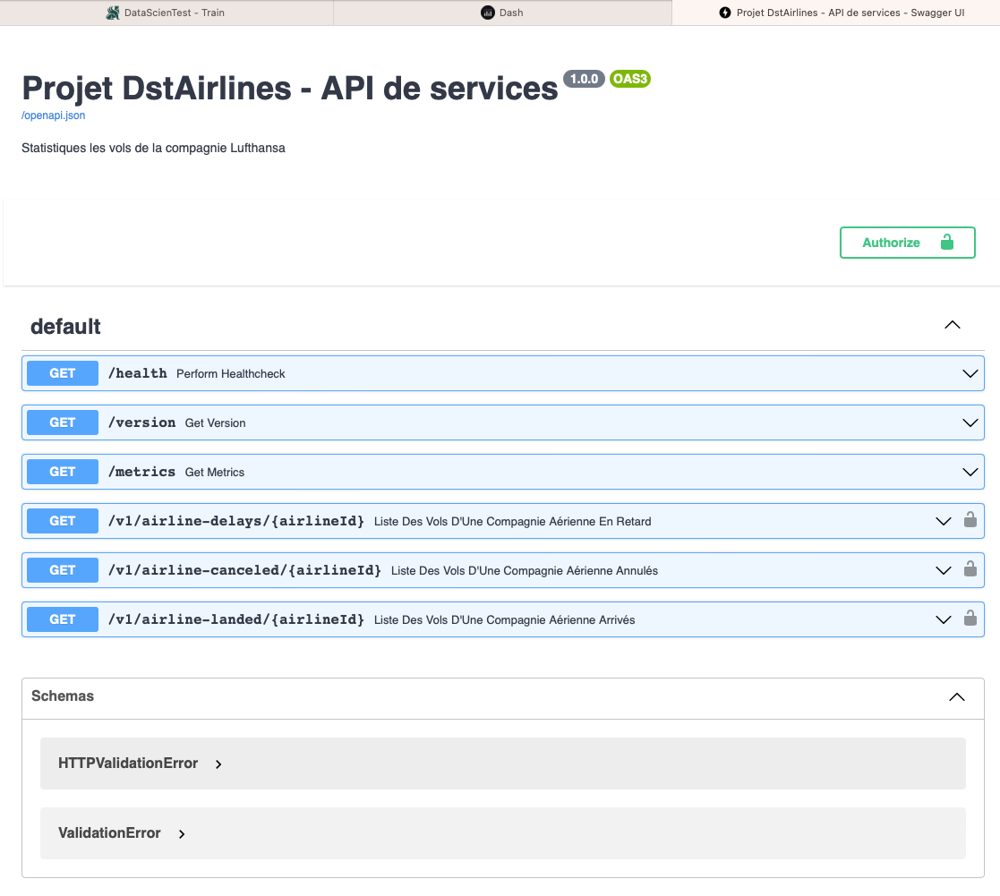 DataScienTest - Train
Dash
Projet DstAirlines - API de services - Swagger UI
Projet DstAirlines - API de services 1.0.0 OAS3
/openapi.json
Statistiques les vols de la compagnie Lufthansa
Authorize
default
GET /health Perform Healthcheck
GET /version Get Version
GET /metrics Get Metrics
GET /v1/airline-delays/{airlineId} Liste Des Vols D'Une Compagnie Aérienne En Retard
GET /v1/airline-canceled/{airlineId} Liste Des Vols D'Une Compagnie Aérienne Annulés
GET /v1/airline-landed/{airlineId} Liste Des Vols D'Une Compagnie Aérienne Arrivés
Schemas
HTTPValidationError
ValidationError